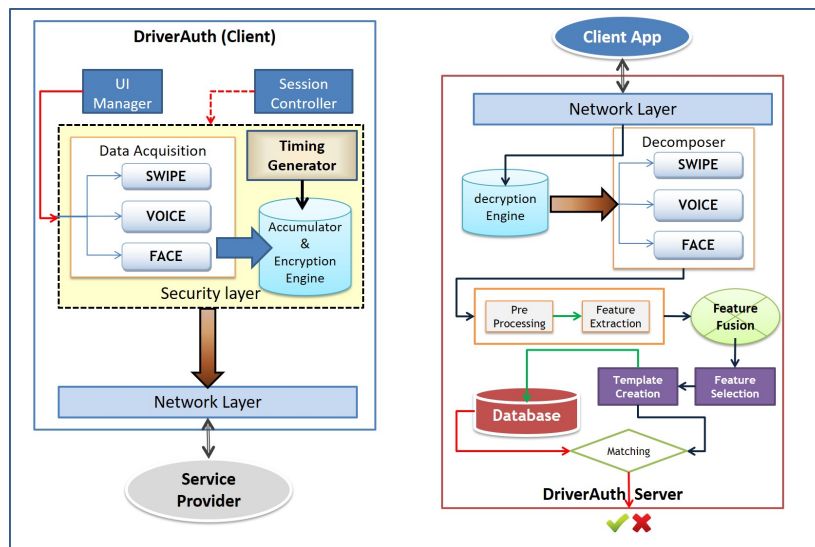 DriverAuth (Client)
UI
Manager
Session
Controller
Data Acquisition
SWIPE
VOICE
FACE
Timing
Generator
Accumulator
&
Encryption
Engine
Security layer
Network Layer
Service
Provider
Client App
Network Layer
decryption
Engine
Decomposer
SWIPE
VOICE
FACE
Pre
Processing
Feature
Extraction
Feature
Fusion
Template
Creation
Feature
Selection
Database
Matching
DriverAuth Server